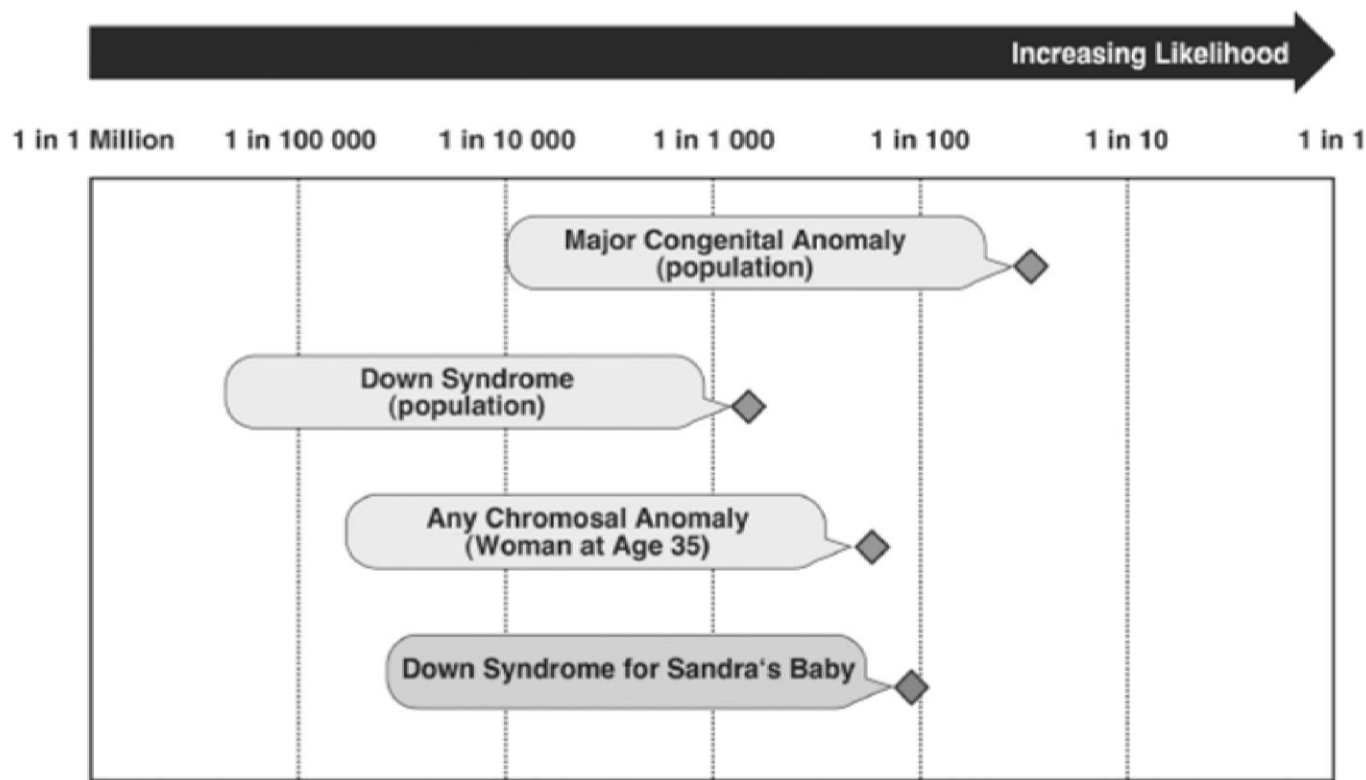 Increasing Likelihood
1 in 1 Million 1 in 100 000 1 in 10 000 1 in 1 000 1 in 100 1 in 10 1 in 1
Major Congenital Anomaly
(population)
Down Syndrome
(population)
Any Chromosal Anomaly
(Woman at Age 35)
Down Syndrome for Sandra‘s Baby